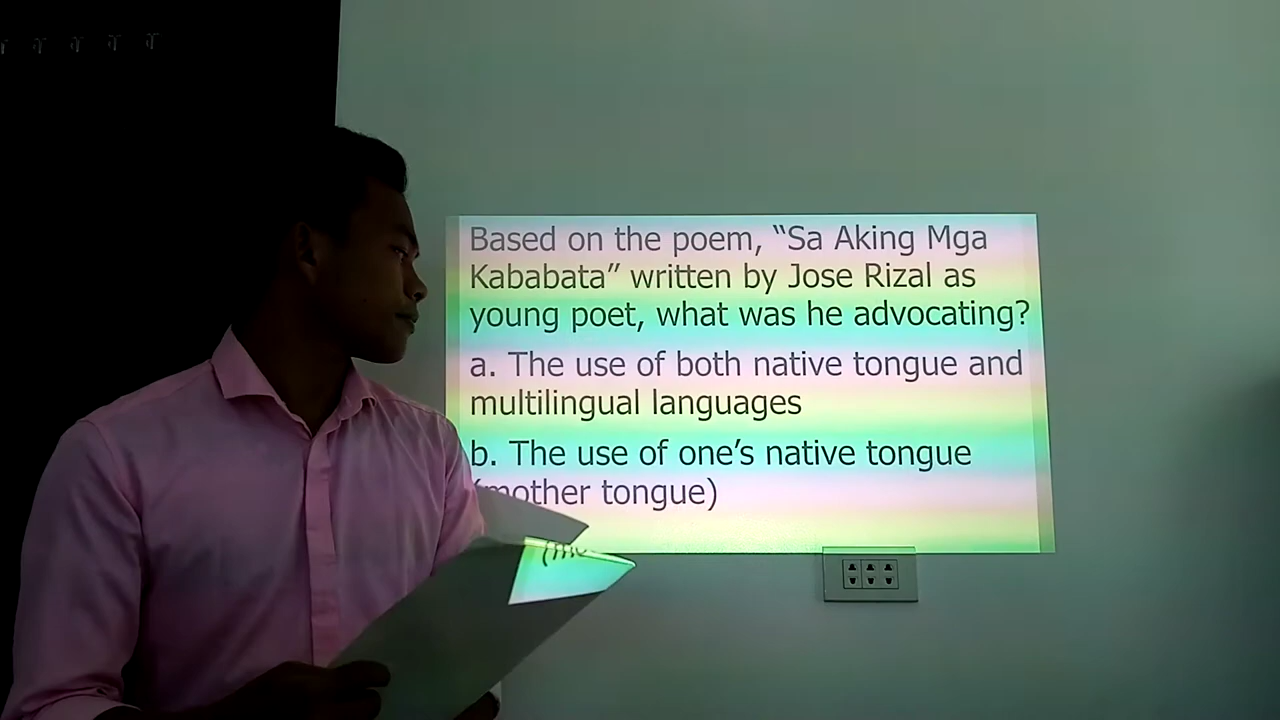 Based on the poem, “Sa Aking Mga
Kababata” written by Jose Rizal as
young poet, what was he advocating?
a. The use of both native tongue and
multilingual languages
b. The use of one’s native tongue
(mother tongue)